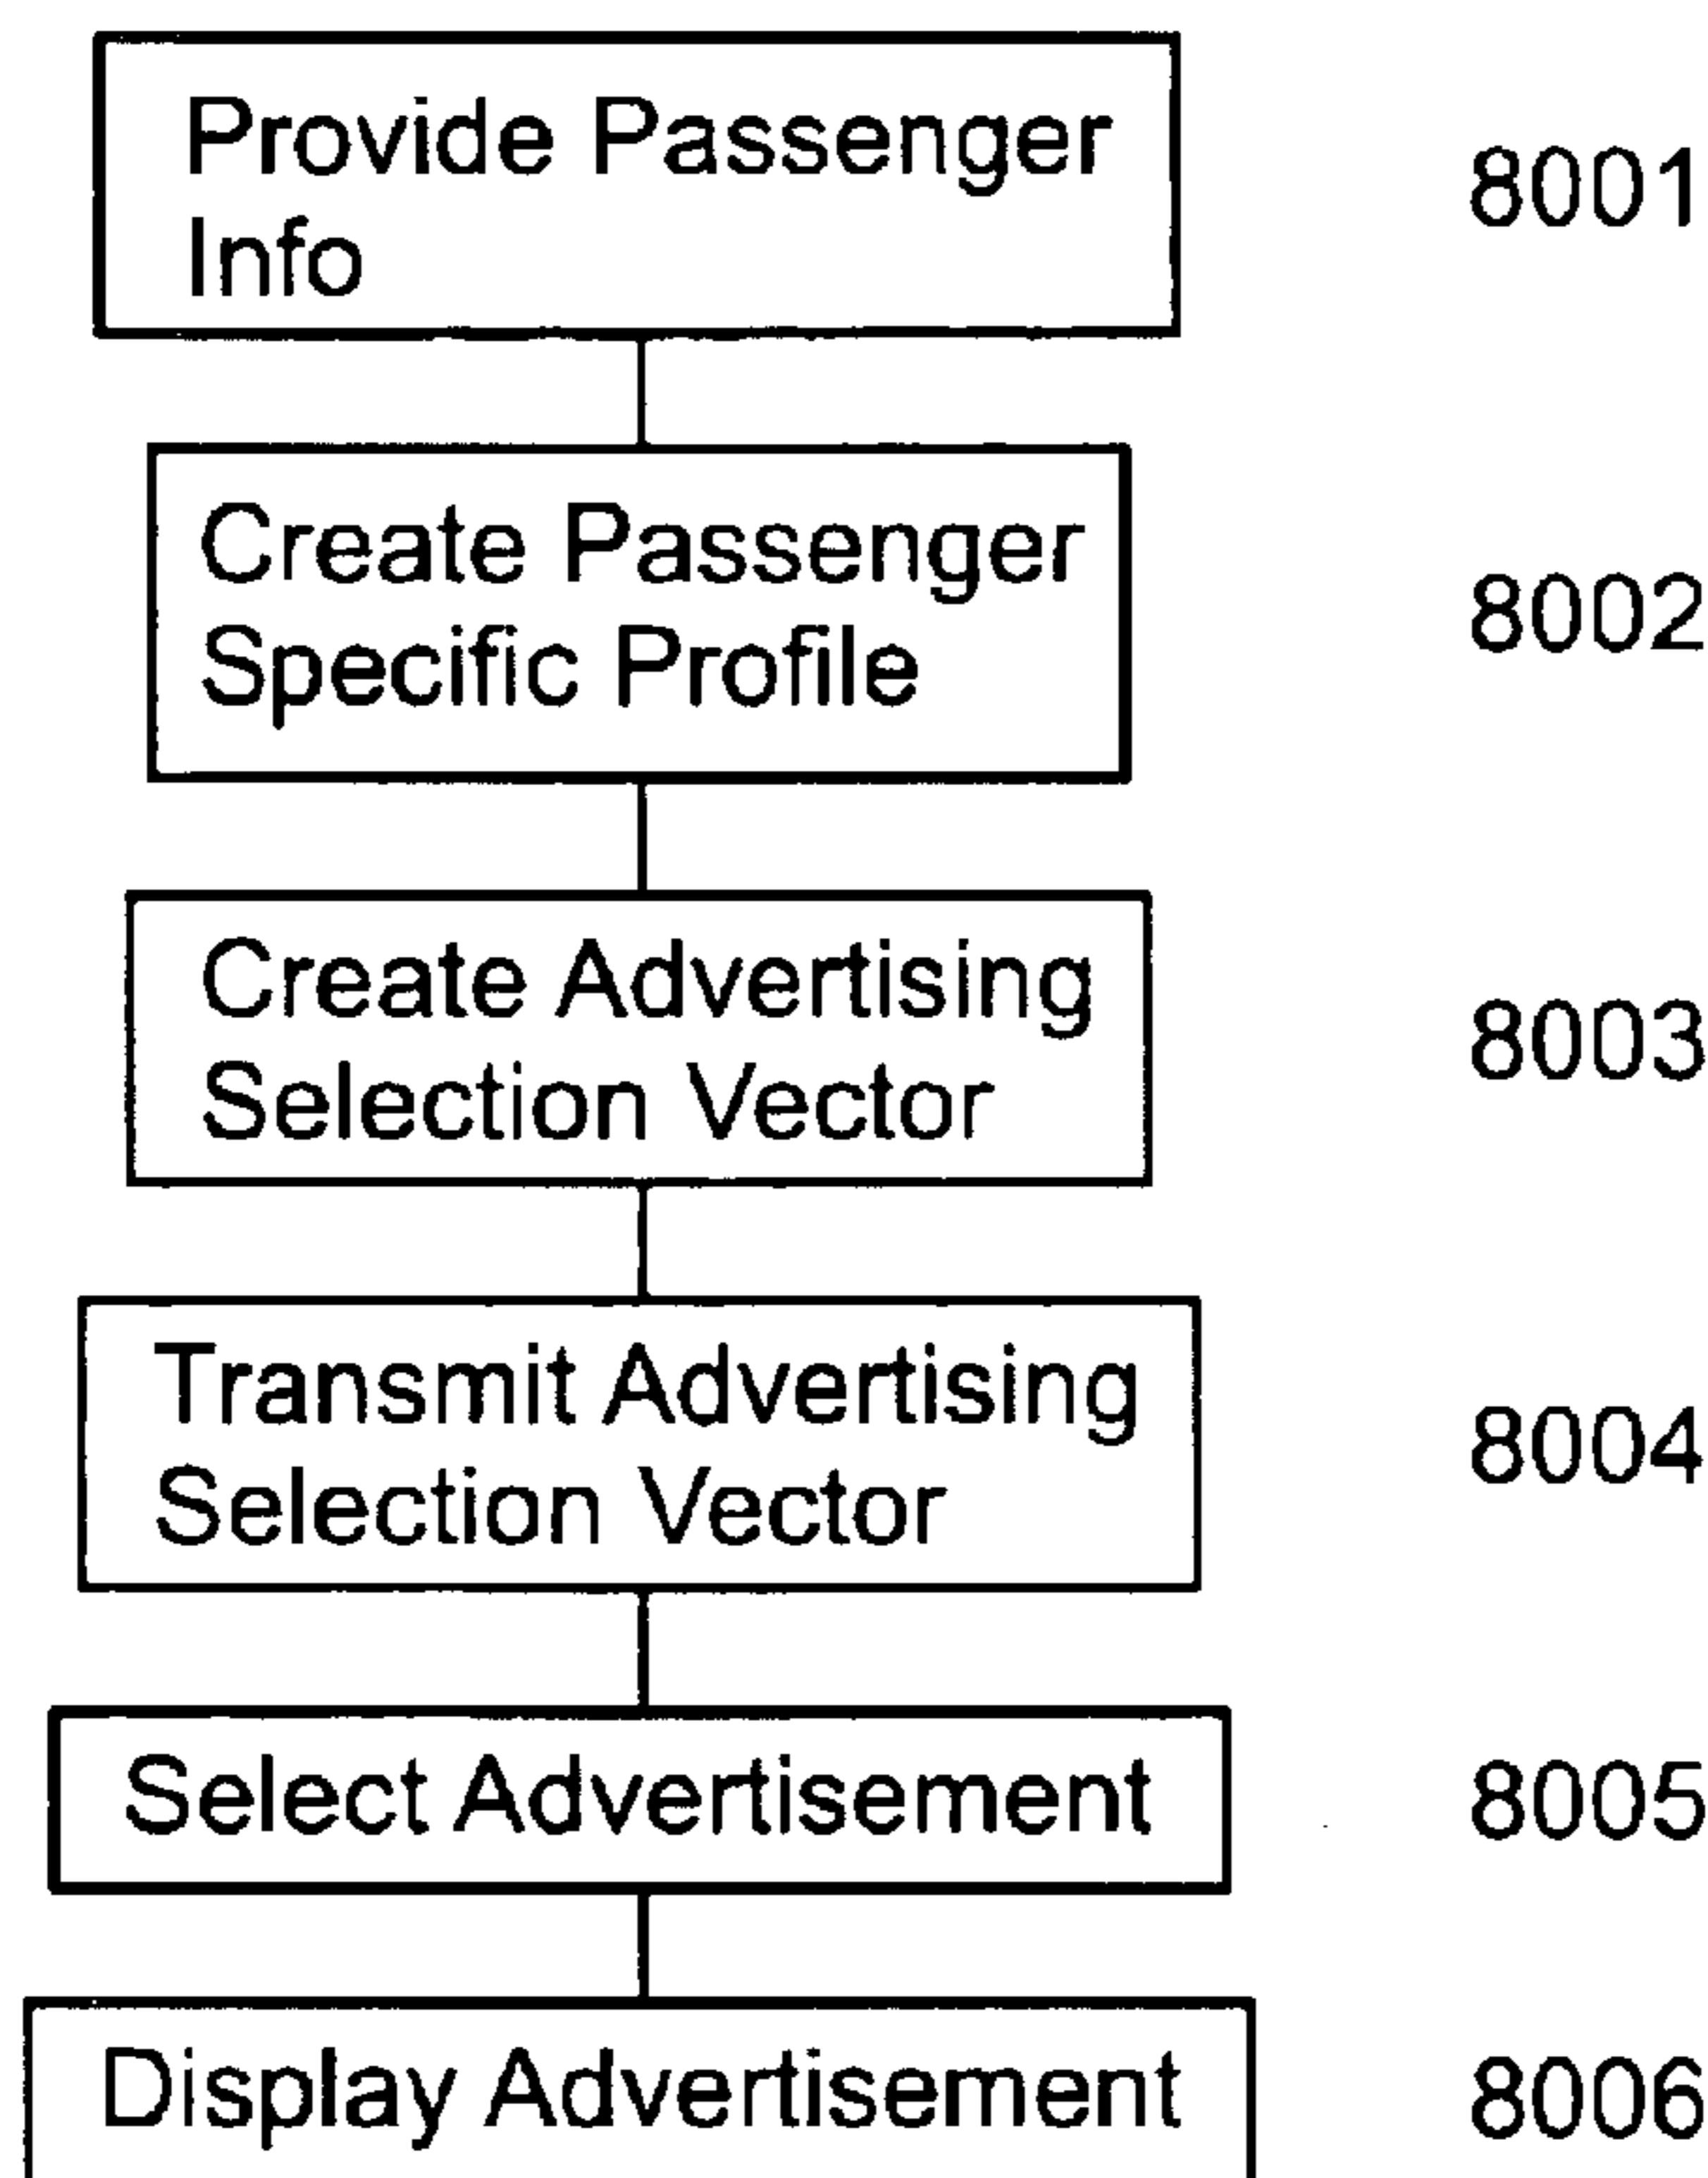 Provide Passenger
Info
8001
Create Passenger
Specific Profile
8002
Create Advertising
Selection Vector
8003
Transmit Advertising
Selection Vector
8004
Select Advertisement
8005
Display Advertisement
8006